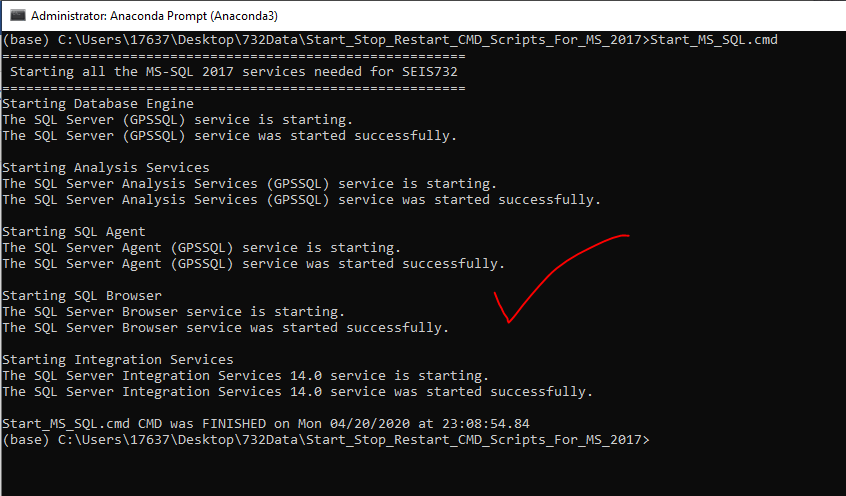 Administrator: Anaconda Prompt (Anaconda3)
(base) C:\Users\17637\Desktop\732Data\Start_Stop_Restart_CMD_Scripts_For_MS_2017>Start_MS_SQL.cmd
==========================================================
 Starting all the MS-SQL 2017 services needed for SEIS732
==========================================================
Starting Database Engine
The SQL Server (GPSSQL) service is starting.
The SQL Server (GPSSQL) service was started successfully.
Starting Analysis Services
The SQL Server Analysis Services (GPSSQL) service is starting.
The SQL Server Analysis Services (GPSSQL) service was started successfully.
Starting SQL Agent
The SQL Server Agent (GPSSQL) service is starting.
The SQL Server Agent (GPSSQL) service was started successfully.
Starting SQL Browser
The SQL Server Browser service is starting.
The SQL Server Browser service was started successfully.
Starting Integration Services
The SQL Server Integration Services 14.0 service is starting.
The SQL Server Integration Services 14.0 service was started successfully.
Start_MS_SQL.cmd CMD was FINISHED on Mon 04/20/2020 at 23:08:54.84
(base) C:\Users\17637\Desktop\732Data\Start_Stop_Restart_CMD_Scripts_For_MS_2017>